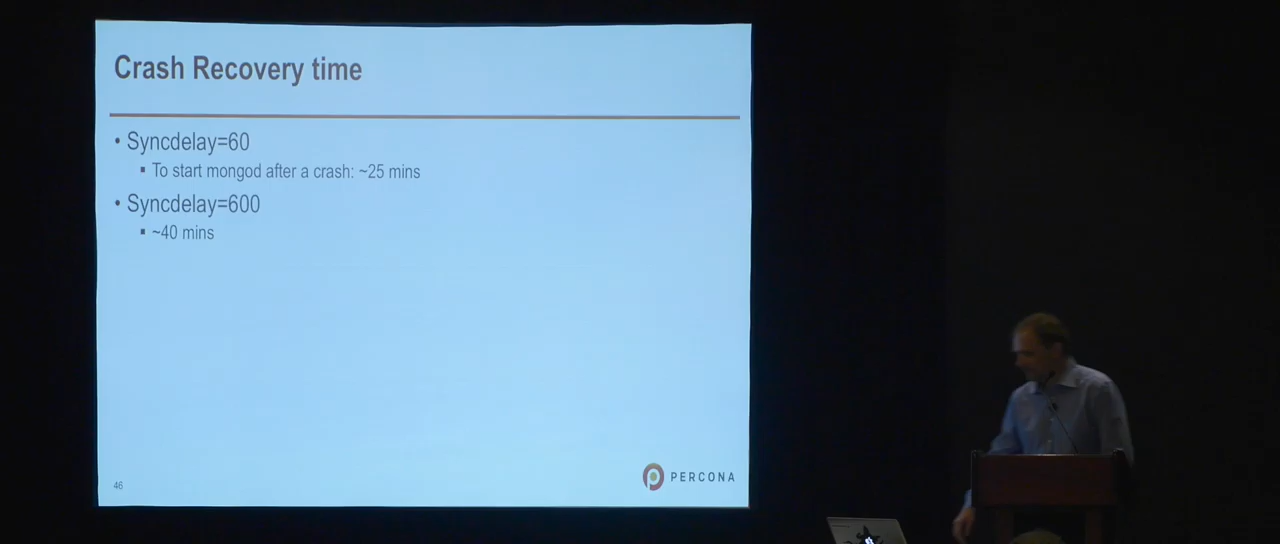 Crash Recovery time
• Syncdelay=60
▪ To start mongod after a crash: ~25 mins
• Syncdelay=600
▪ ~40 mins
46
PERCONA